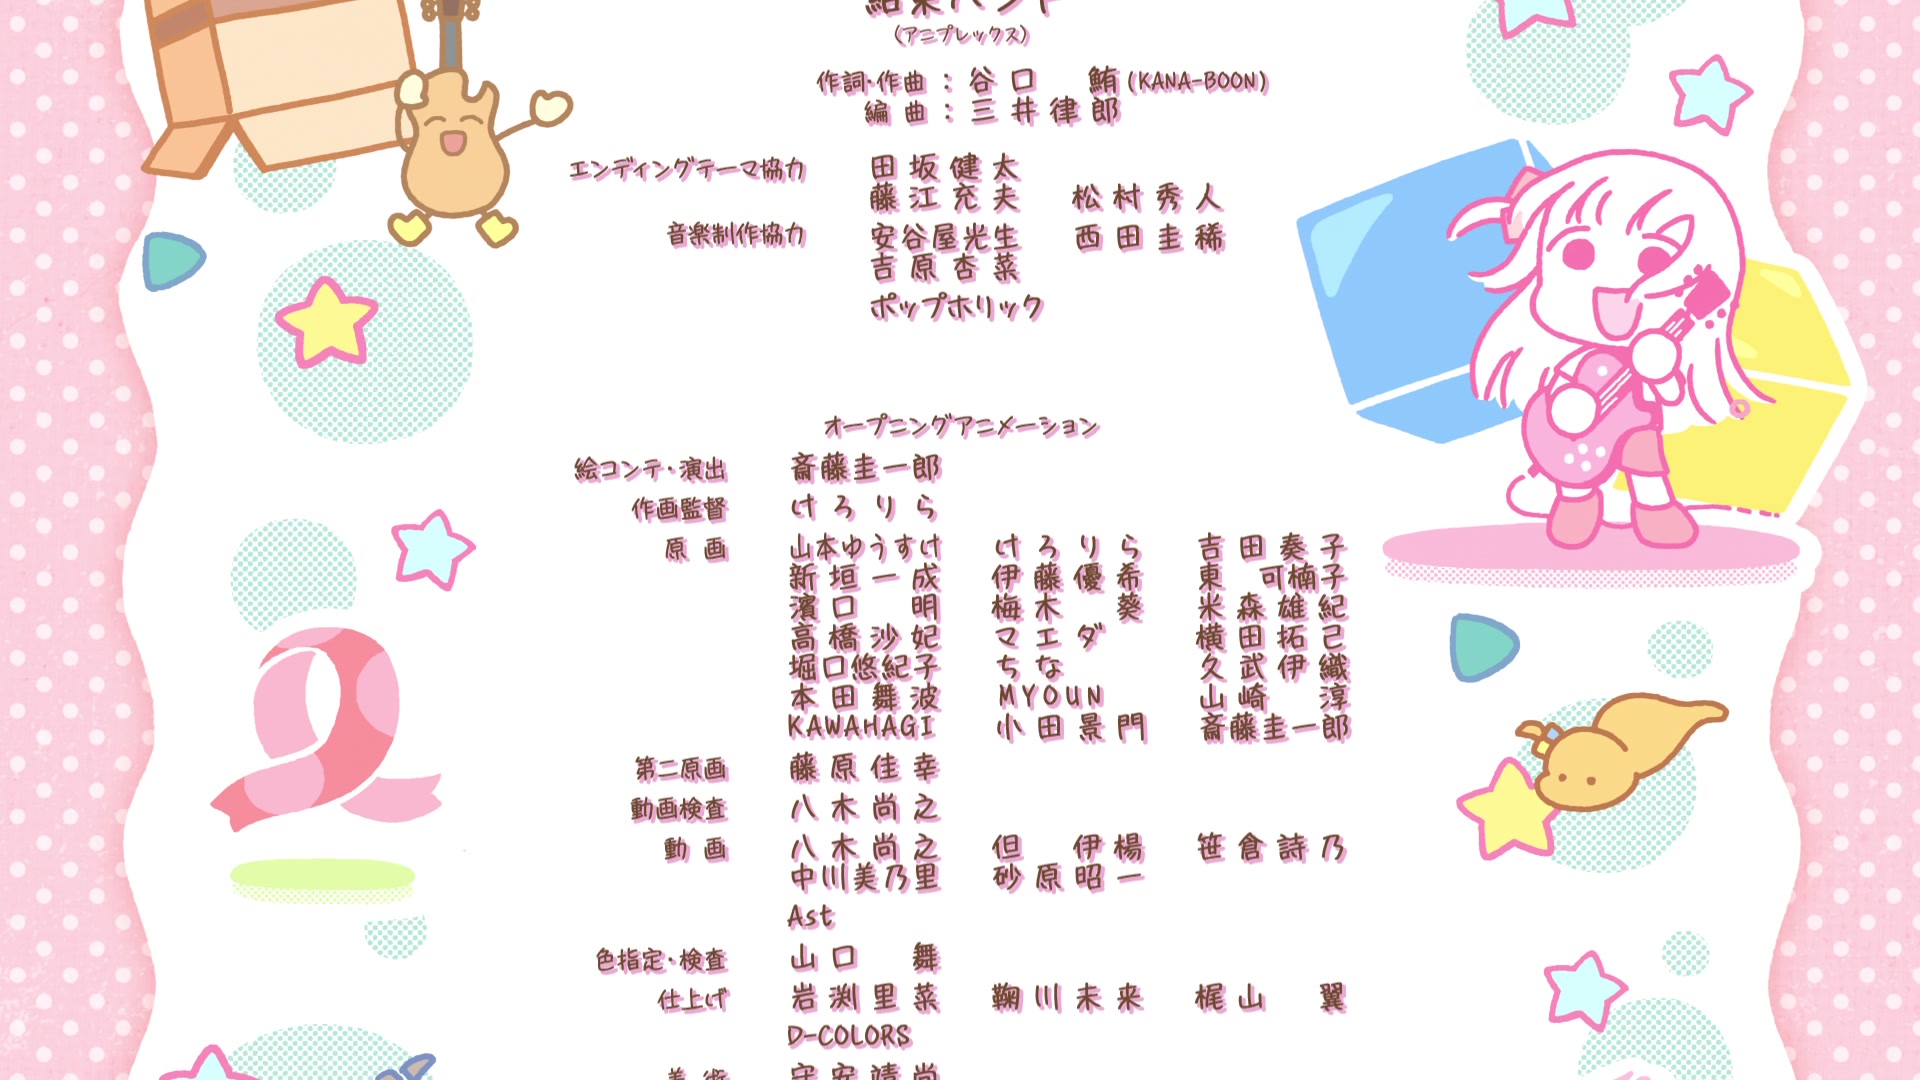 結束バンド
(アニプレックス)
作詞・作曲 : 谷口 鮪 (KANA-BOON)
編曲 : 三井律郎
エンディングテーマ協力 田坂健太
藤江充夫 松村秀人
音楽制作協力 安谷屋光生 西田圭稀
吉原杏菜
ポップホリック
オープニングアニメーション
絵コンテ・演出 斎藤圭一郎
作画監督 けろりら
原画 山本ゆうすけ けろりら 吉田奏子
新垣一成 伊藤優希 東 可楠子
濱口 明 梅木 葵 米森雄紀
高橋沙妃 マエダ 横田拓己
堀口悠紀子 ちな 久武伊織
本田舞波 MYOUN 山崎 淳
KAWAHAGI 小田景門 斎藤圭一郎
第二原画 藤原佳幸
動画検査 八木尚之
動画 八木尚之 但 伊楊 笹倉詩乃
中川美乃里 砂原昭一
Ast
色指定・検査 山口 舞
仕上げ 岩渕里菜 鞠川未来 梶山 翼
D-COLORS
美術 守安靖尚